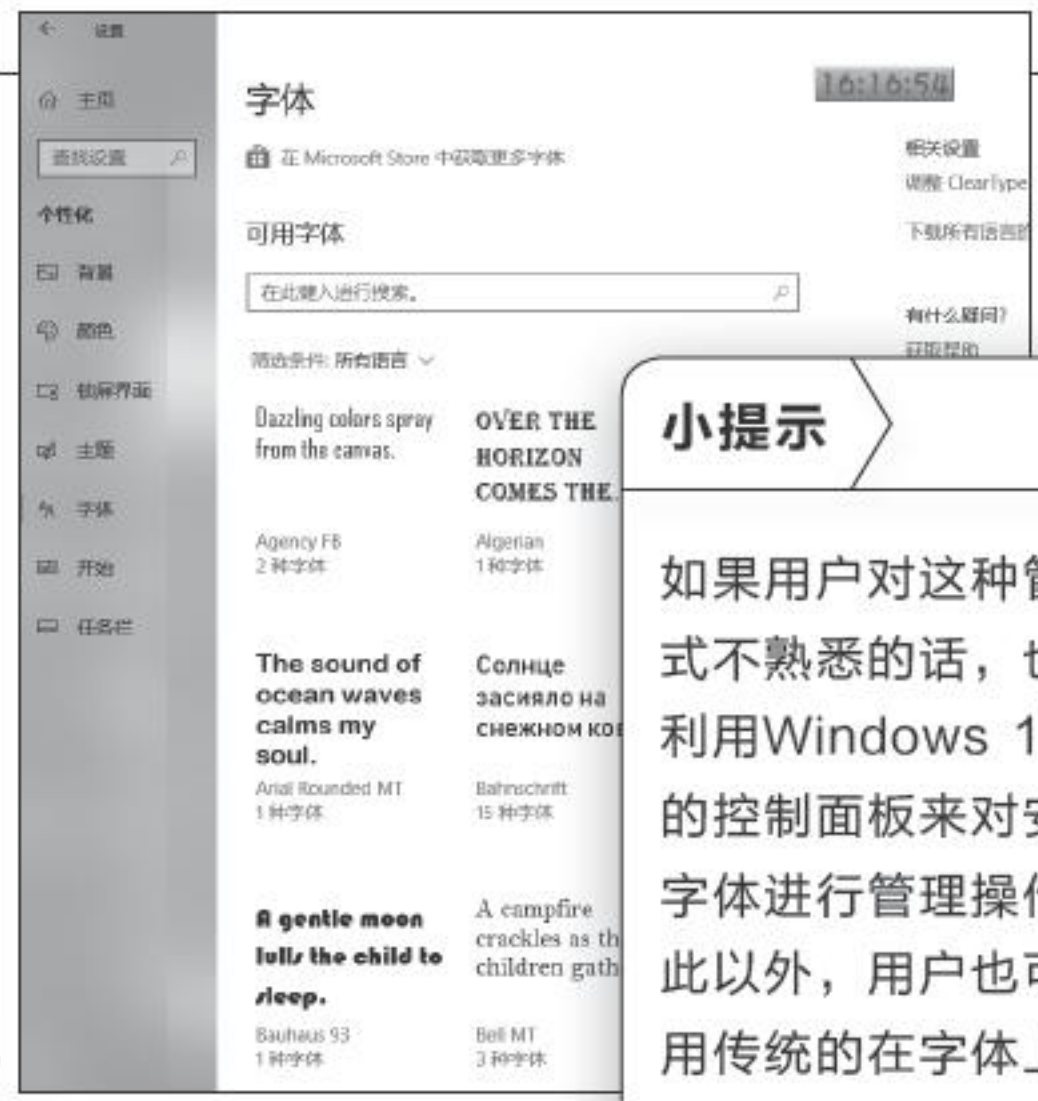 设置
主页
查找设置
个性化
背景
颜色
锁屏界面
主题
字体
开始
任务栏
字体
在 Microsoft Store 中获取更多字体
可用字体
在此键入进行搜索。
筛选条件: 所有语言
Dazzling colors spray
from the canvas.
Agency FB
2 种字体
OVER THE
HORIZON
COMES THE
Algerian
1 种字体
The sound of
ocean waves
calms my
soul.
Arial Rounded MT
1 种字体
Солнце
засияло на
снежном
Bahnschrift
15 种字体
A gentle moon
lulls the child to
sleep.
Bauhaus 93
1 种字体
A campfire
crackles as th
children gath
Bell MT
3 种字体
16:16:54
相关设置
调整 ClearType
下载所有语言的
有什么疑问?
获取帮助
小提示
如果用户对这种
式不熟悉的话，
利用Windows 1
的控制面板来对
字体进行管理操
此以外，用户也
用传统的在字体